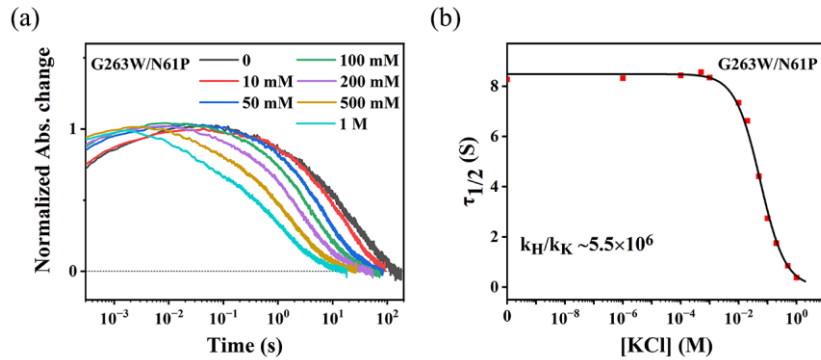 (a)
G263W/N61P
0
10 mM
50 mM
100 mM
200 mM
500 mM
1 M
Normalized Abs. change
1
0
10⁻³
10⁻²
10⁻¹
10⁰
10¹
10²
Time (s)
(b)
G263W/N61P
τ1/2 (S)
8
6
4
2
0
kH/kK ~5.5×10⁶
0
10⁻⁸
10⁻⁶
10⁻⁴
10⁻²
10⁰
[KCl] (M)